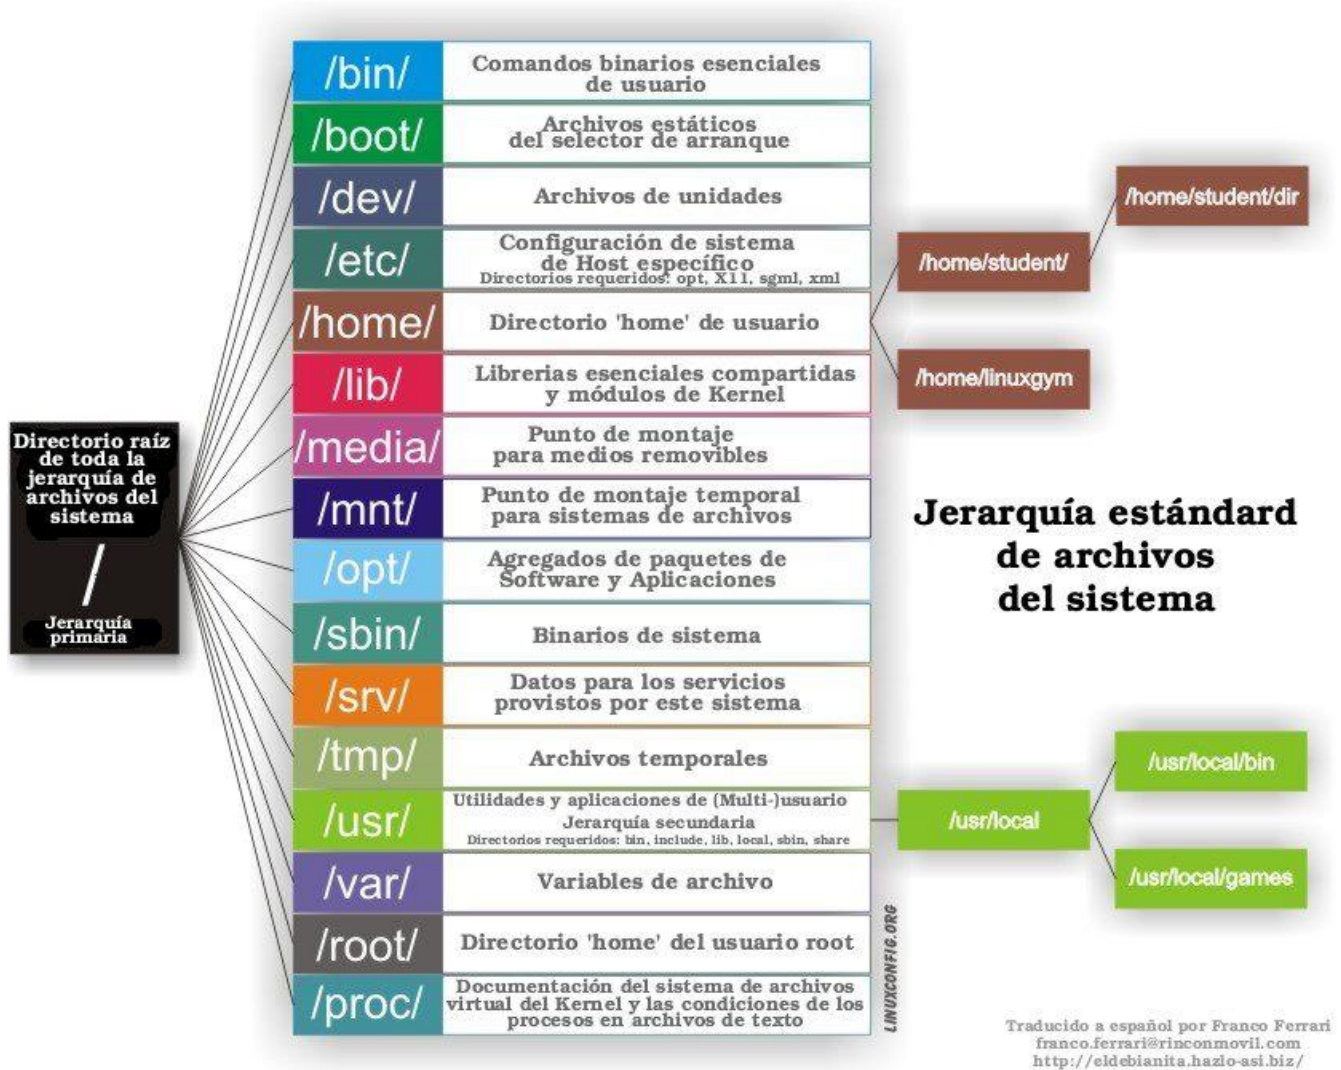 Directorio raíz
de toda la
jerarquía de
archivos del
sistema
/
Jerarquía
primaria
/bin/
Comandos binarios esenciales
de usuario
/boot/
Archivos estáticos
del selector de arranque
/dev/
Archivos de unidades
/etc/
Configuración de sistema
de Host específico
Directorios requeridos: opt, X11, sgml, xml
/home/
Directorio 'home' de usuario
/home/student/
/home/student/dir
/home/linuxgym
/lib/
Librerias esenciales compartidas
y módulos de Kernel
/media/
Punto de montaje
para medios removibles
/mnt/
Punto de montaje temporal
para sistemas de archivos
/opt/
Agregados de paquetes de
Software y Aplicaciones
/sbin/
Binarios de sistema
/srv/
Datos para los servicios
provistos por este sistema
/tmp/
Archivos temporales
/usr/
Utilidades y aplicaciones de (Multi-)usuario
Jerarquía secundaria
Directorios requeridos: bin, include, lib, local, sbin, share
/usr/local
/usr/local/bin
/usr/local/games
/var/
Variables de archivo
/root/
Directorio 'home' del usuario root
/proc/
Documentación del sistema de archivos
virtual del Kernel y las condiciones de los
procesos en archivos de texto
Jerarquía estándard
de archivos
del sistema
LINUXCONFIG.ORG
Traducido a español por Franco Ferrari
franco.ferrari@rinconmovil.com
http://eldebianita.hazlo-asi.biz/